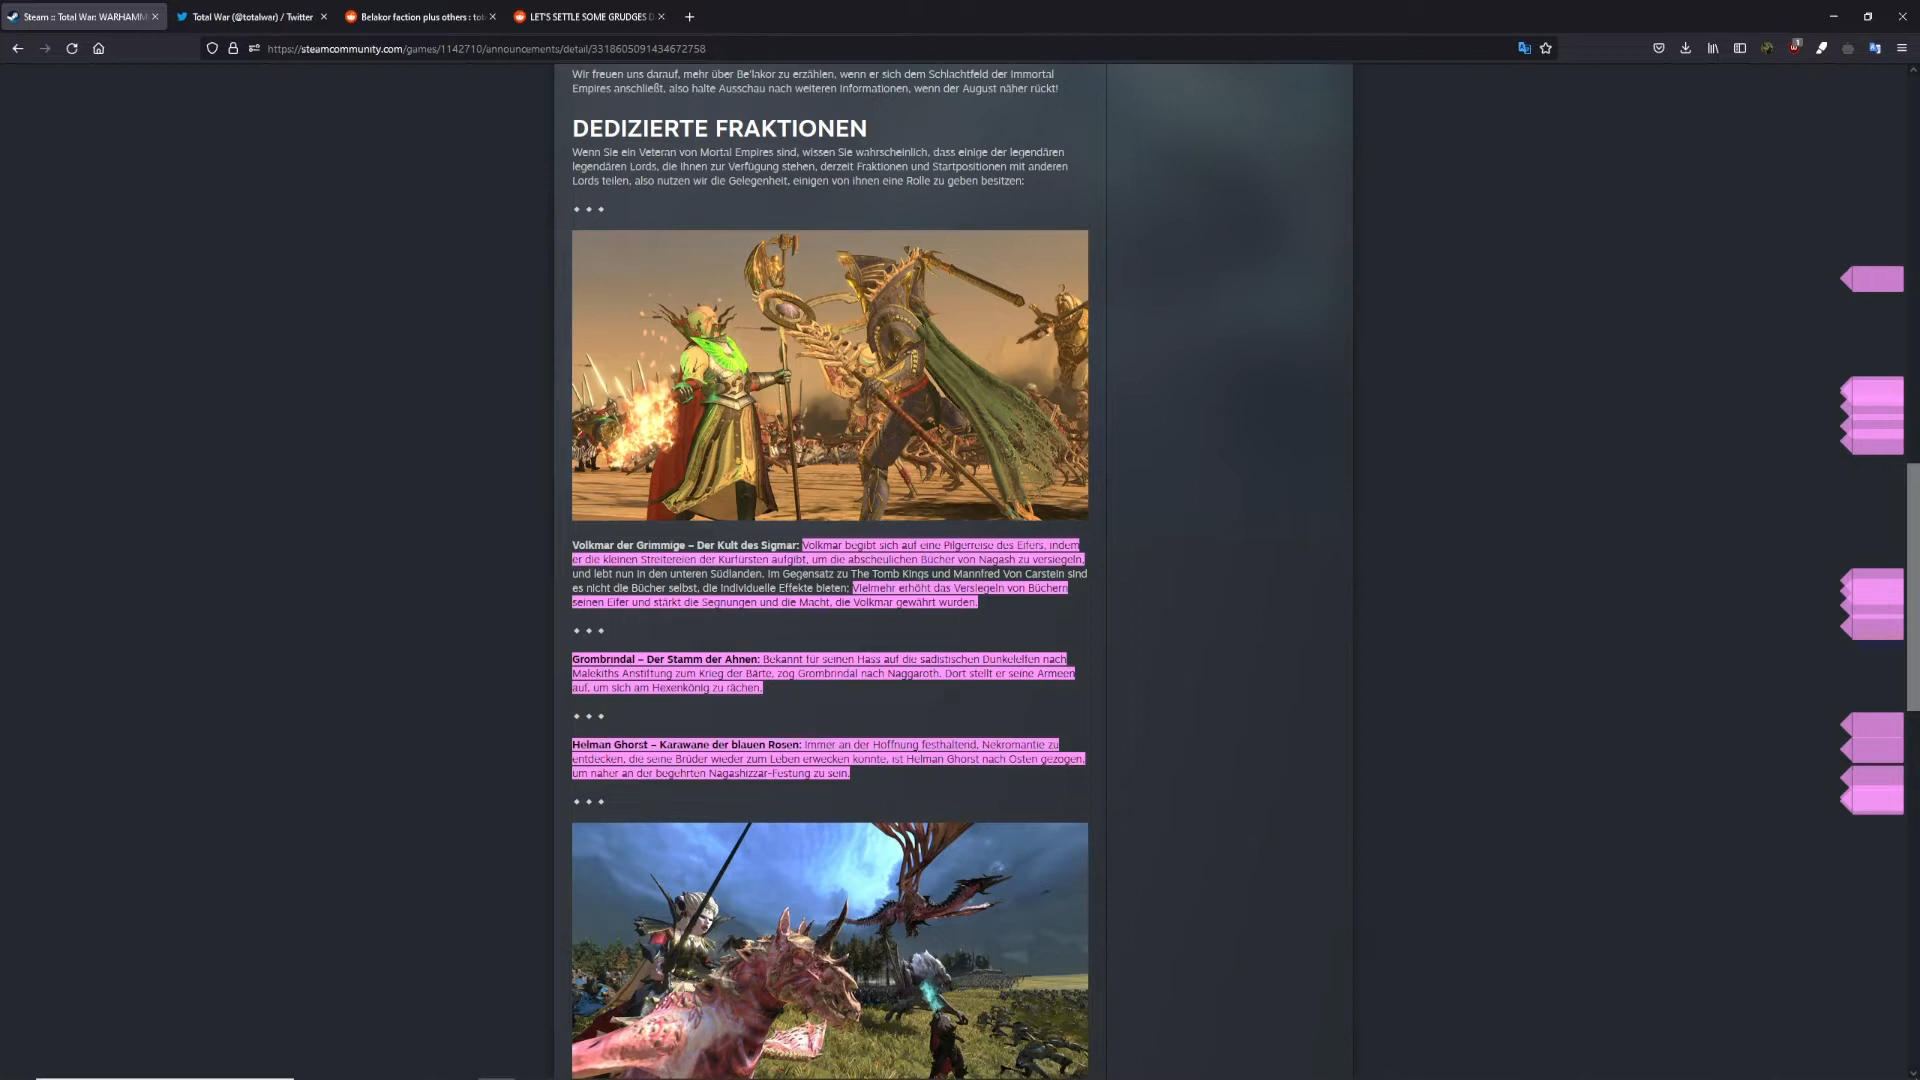 Steam :: Total War: WARHAMM
Total War (@totalwar) / Twitter
Belakor faction plus others : tot
LET'S SETTLE SOME GRUDGES D
https://steamcommunity.com/games/1142710/announcements/detail/3318605091434672758
1
Wir freuen uns darauf, mehr über Be'lakor zu erzählen, wenn er sich dem Schlachtfeld der Immortal
Empires anschließt, also halte Ausschau nach weiteren Informationen, wenn der August näher rückt!
DEDIZIERTE FRAKTIONEN
Wenn Sie ein Veteran von Mortal Empires sind, wissen Sie wahrscheinlich, dass einige der legendären
legendären Lords, die Ihnen zur Verfügung stehen, derzeit Fraktionen und Startpositionen mit anderen
Lords teilen, also nutzen wir die Gelegenheit, einigen von ihnen eine Rolle zu geben besitzen:
Volkmar der Grimmige – Der Kult des Sigmar: Volkmar begibt sich auf eine Pilgerreise des Eifers, indem
er die kleinen Streitereien der Kurfürsten aufgibt, um die abscheulichen Bücher von Nagash zu versiegeln,
und lebt nun in den unteren Südlanden. Im Gegensatz zu The Tomb Kings und Mannfred Von Carstein sind
es nicht die Bücher selbst, die individuelle Effekte bieten; Vielmehr erhöht das Versiegeln von Büchern
seinen Eifer und stärkt die Segnungen und die Macht, die Volkmar gewährt wurden.
Grombrindal – Der Stamm der Ahnen: Bekannt für seinen Hass auf die sadistischen Dunkelelfen nach
Malekiths Anstiftung zum Krieg der Bärte, zog Grombrindal nach Naggaroth. Dort stellt er seine Armeen
auf, um sich am Hexenkönig zu rächen.
Helman Ghorst – Karawane der blauen Rosen: Immer an der Hoffnung festhaltend, Nekromantie zu
entdecken, die seine Brüder wieder zum Leben erwecken könnte, ist Helman Ghorst nach Osten gezogen,
um näher an der begehrten Nagashizzar-Festung zu sein.